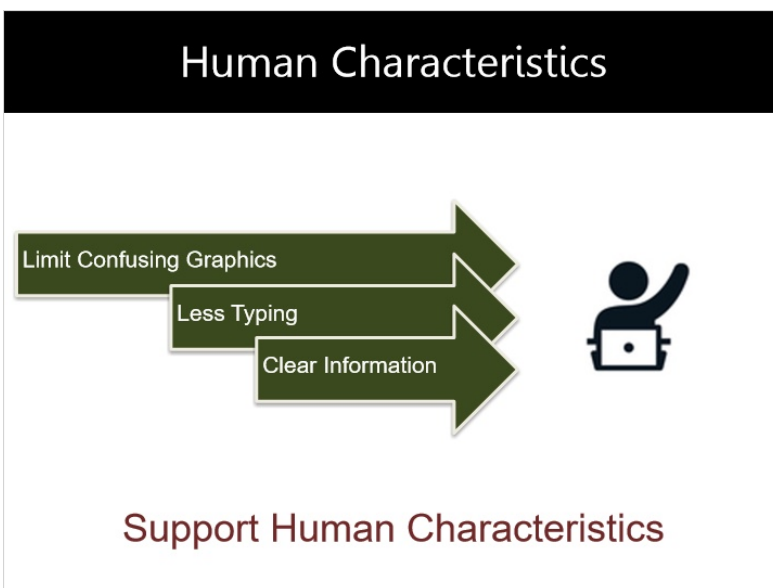 Human Characteristics
Limit Confusing Graphics
Less Typing
Clear Information
Support Human Characteristics